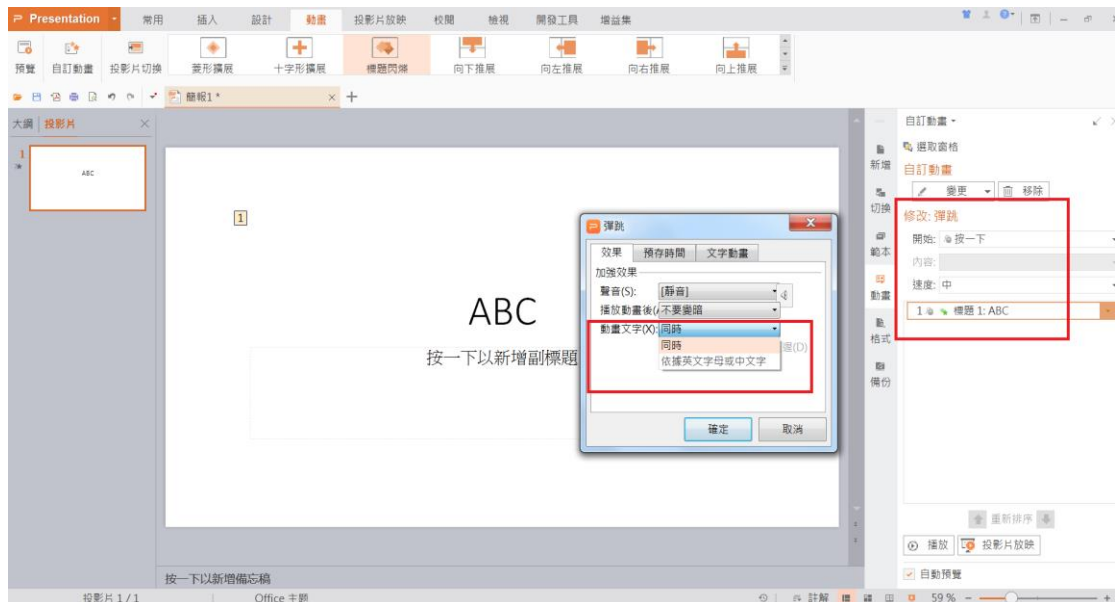 Presentation 常用 插入 設計 動畫 投影片放映 校閱 檢視 開發工具 增益集
預覽 自訂動畫 投影片切換 菱形擴展 十字形擴展 標題閃爍 向下推展 向左推展 向右推展 向上推展
簡報1 *
大綱 投影片
1
ABC
1
ABC
按一下以新增副標題
彈跳
效果 預存時間 文字動畫
加強效果
聲音(S): [靜音]
播放動畫後(A 不要變暗
動畫文字(X): 同時
同時
依據英文字母或中文字
(D)
確定 取消
新增
切換
範本
動畫
格式
備份
自訂動畫
選取窗格
自訂動畫
變更 移除
修改: 彈跳
開始: 按一下
內容:
速度: 中
1 標題 1: ABC
重新排序
播放 投影片放映
自動預覽
按一下以新增備忘稿
投影片 1 / 1 Office 主題 註解 59 %